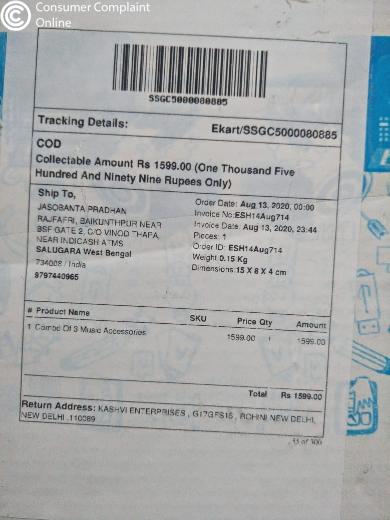 Consumer Complaint
Online
SSGC5000080885
Tracking Details:
Ekart/SSGC5000080885
COD
Collectable Amount Rs 1599.00 (One Thousand Five
Hundred And Ninety Nine Rupees Only)
Ship To,
JASOBANTA PRADHAN
RAJFAFRI, BAIKUNTHPUR NEAR
BSF GATE 2, C/O VINOD THAPA,
NEAR INDICASH ATMS
SALUGARA West Bengal
734008 / India
9797440965
Order Date: Aug 13, 2020, 00:00
Invoice No:ESH14Aug714
Invoice Date: Aug 13, 2020, 23:44
Pieces: 1
Order ID: ESH14Aug714
Weight:0.15 Kg
Dimensions:15 X 8 X 4 cm
# Product Name SKU Price Qty Amount
1 Combo Of 3 Music Accessories 1599.00 1 1599.00
Total Rs 1599.00
Return Address: KASHVI ENTERPRISES , G17GFS15 , ROHINI NEW DELHI,
NEW DELHI ,110089
of 300